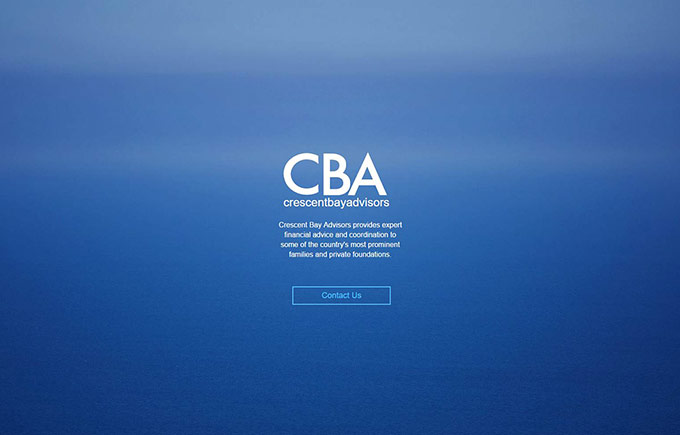 CBA
crescentbayadvisors
Crescent Bay Advisors provides expert
financial advice and coordination to
some of the country's most prominent
families and private foundations.
Contact Us